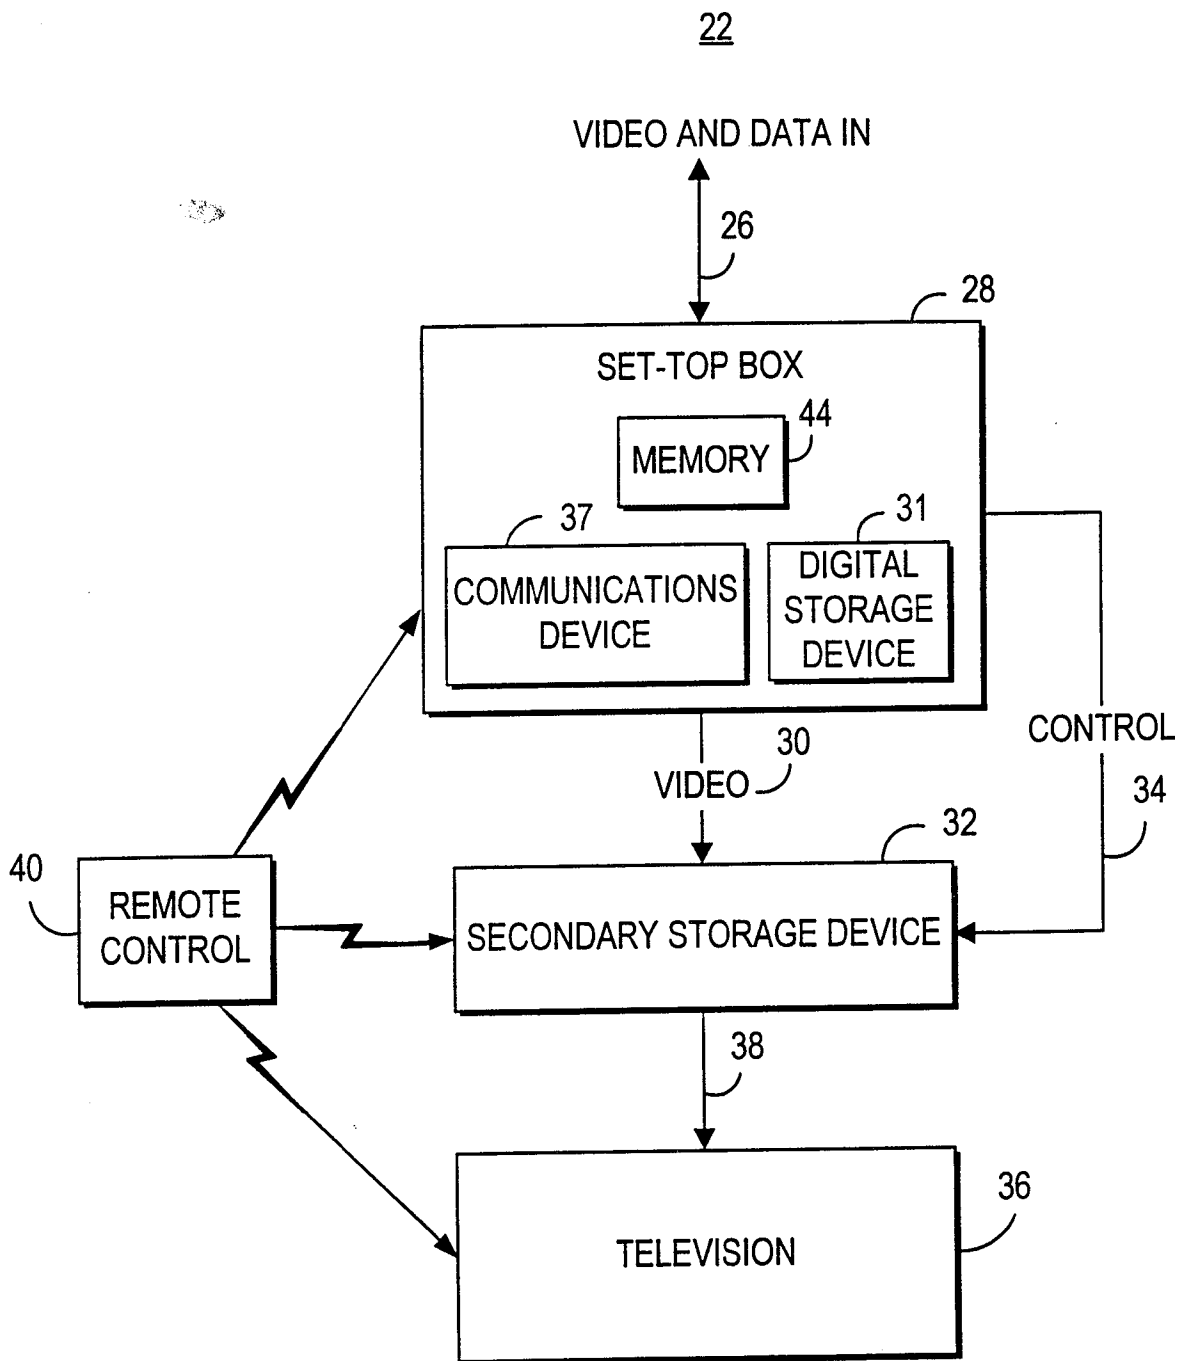 22
VIDEO AND DATA IN
26
28
SET-TOP BOX
44
MEMORY
37
31
COMMUNICATIONS
DEVICE
DIGITAL
STORAGE
DEVICE
30
VIDEO
CONTROL
34
32
40
REMOTE
CONTROL
SECONDARY STORAGE DEVICE
38
36
TELEVISION